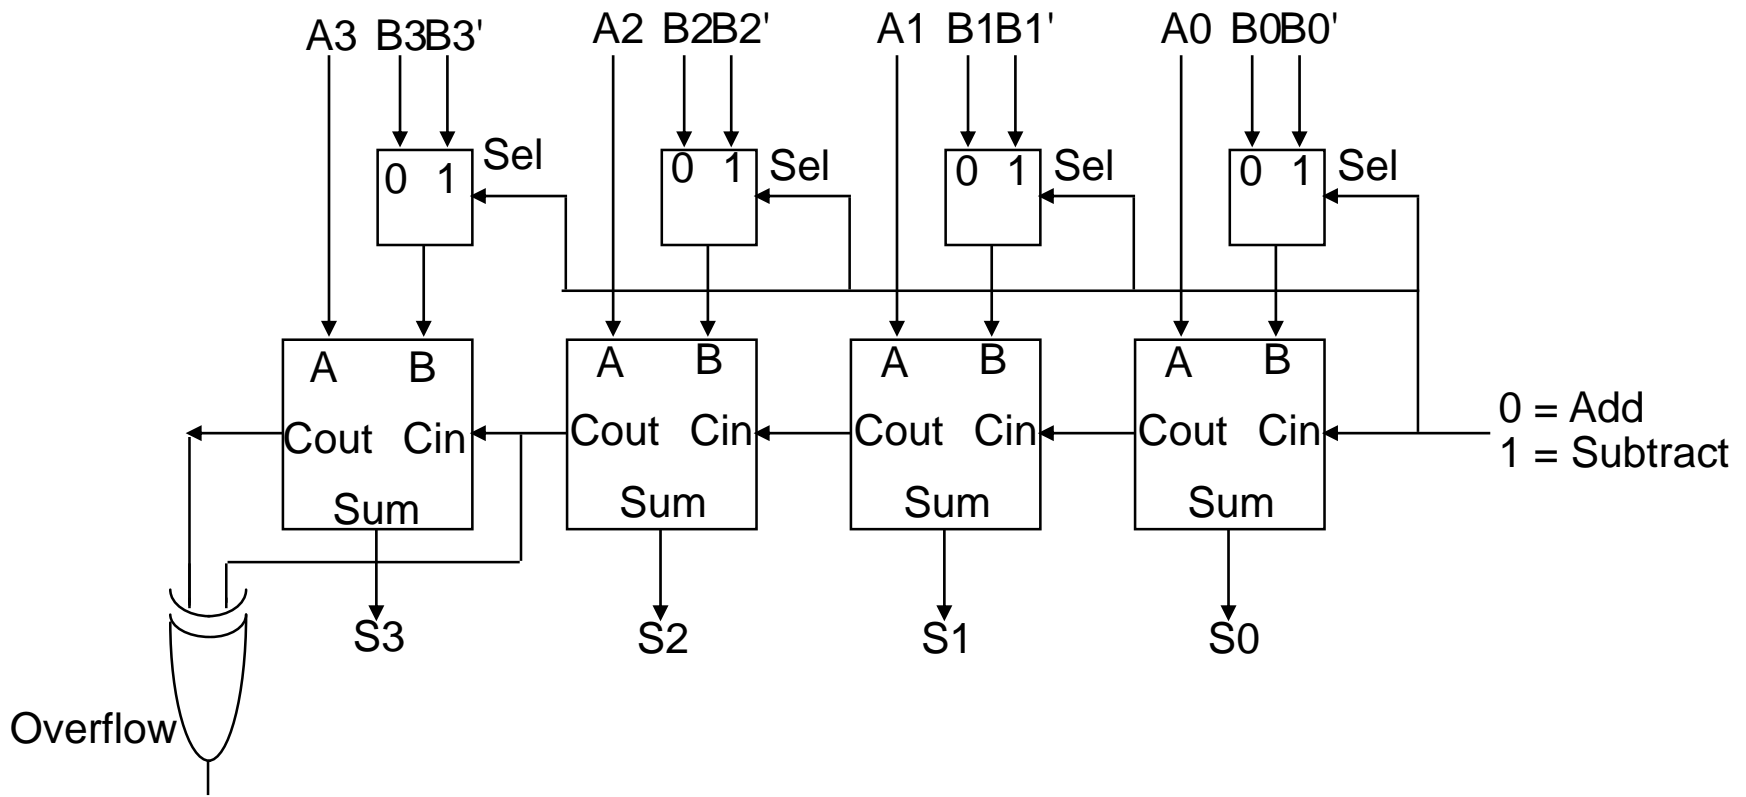 A3 B3B3' A2 B2B2' A1 B1B1' A0 B0B0'
0 1 Sel 0 1 Sel 0 1 Sel 0 1 Sel
A B A B A B A B
Cout Cin Cout Cin Cout Cin Cout Cin 0 = Add
1 = Subtract
Sum Sum Sum Sum
S3 S2 S1 S0
Overflow